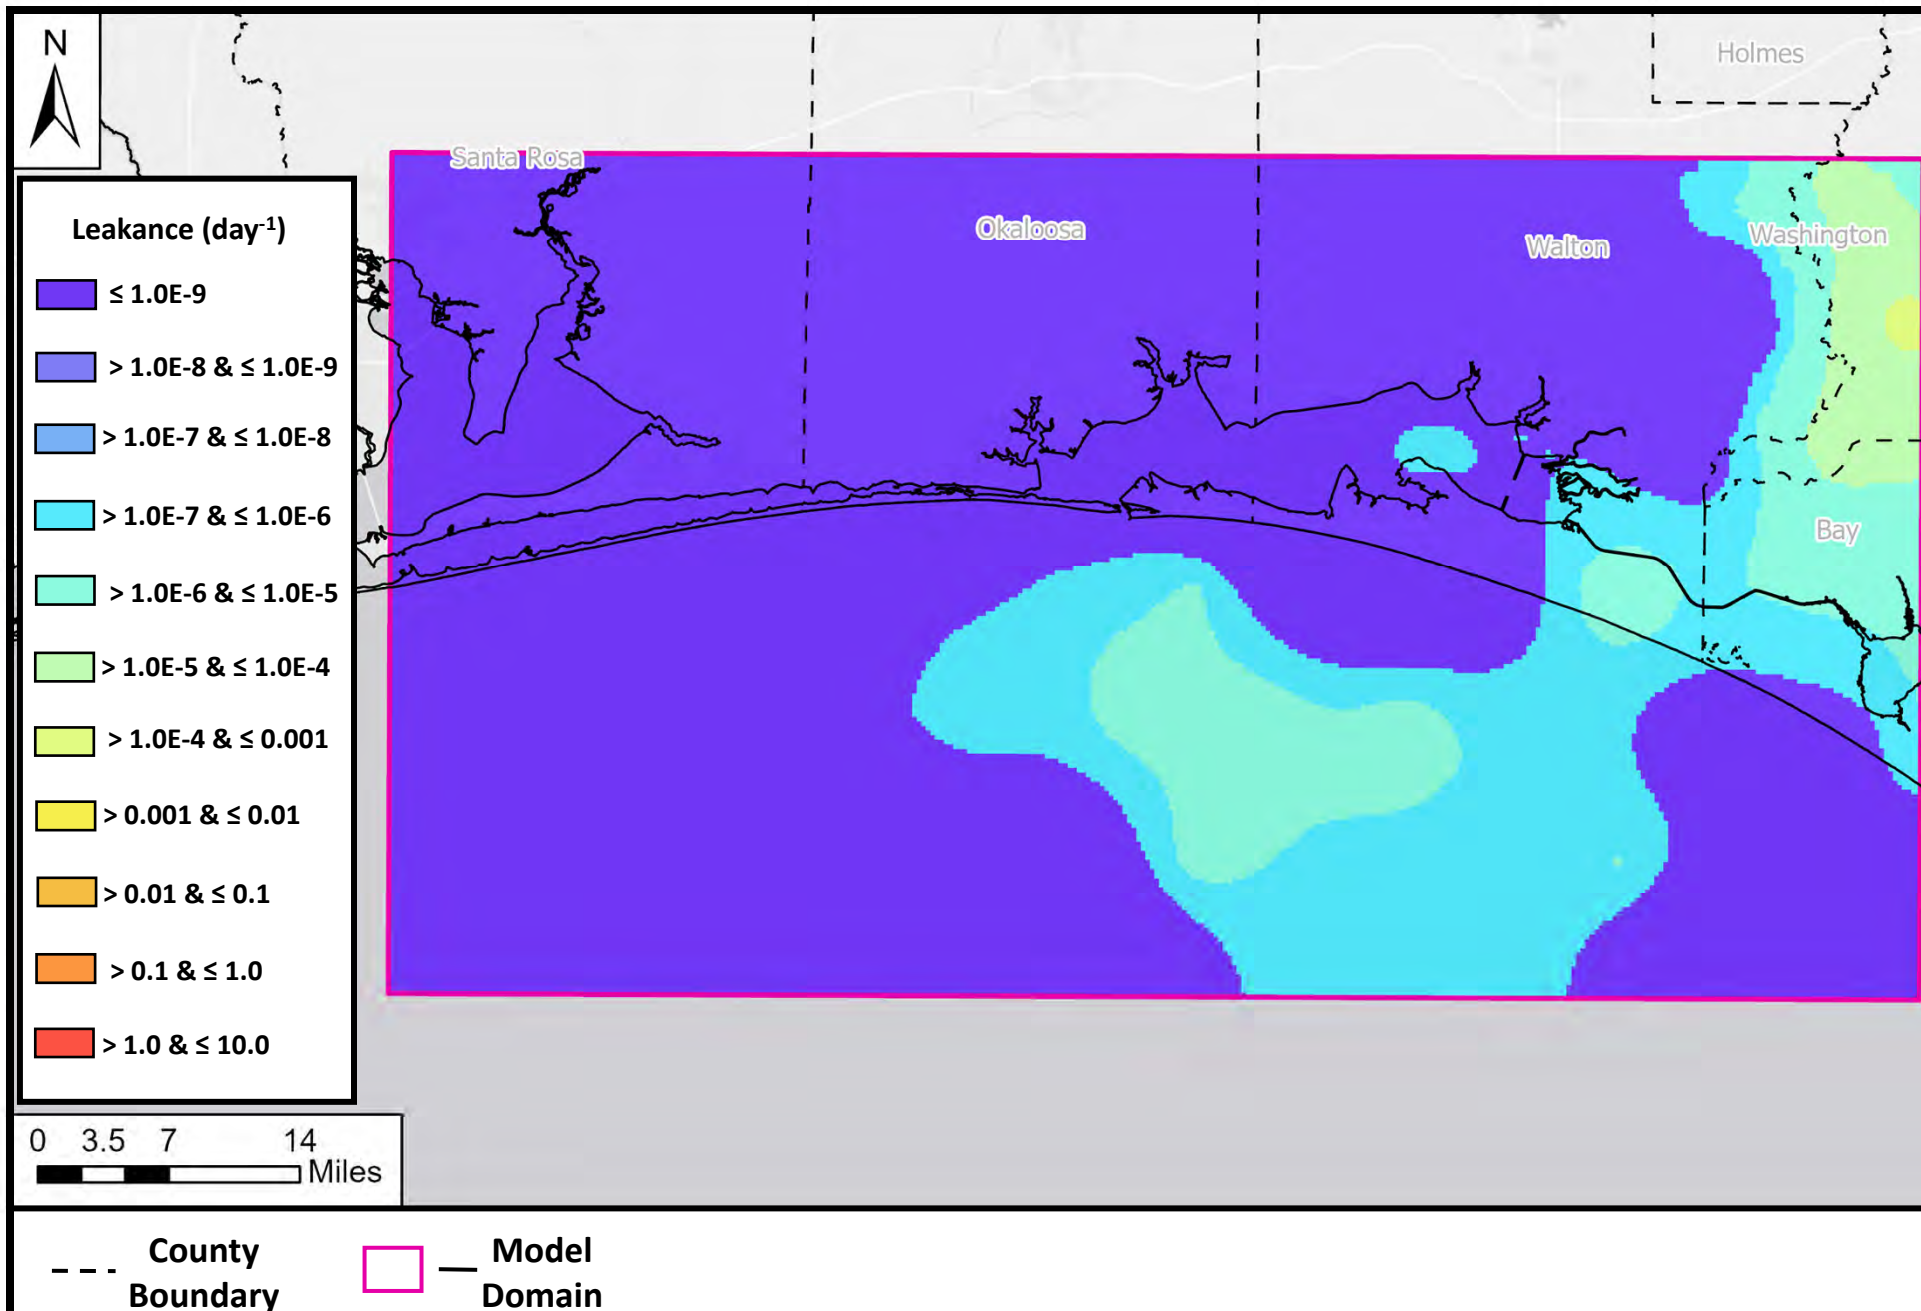 N
Holmes
Santa Rosa
Okaloosa
Walton
Washington
Bay
Leakance (day⁻¹)
≤ 1.0E-9
> 1.0E-8 & ≤ 1.0E-9
> 1.0E-7 & ≤ 1.0E-8
> 1.0E-7 & ≤ 1.0E-6
> 1.0E-6 & ≤ 1.0E-5
> 1.0E-5 & ≤ 1.0E-4
> 1.0E-4 & ≤ 0.001
> 0.001 & ≤ 0.01
> 0.01 & ≤ 0.1
> 0.1 & ≤ 1.0
> 1.0 & ≤ 10.0
0 3.5 7 14
Miles
County
Boundary
Model
Domain